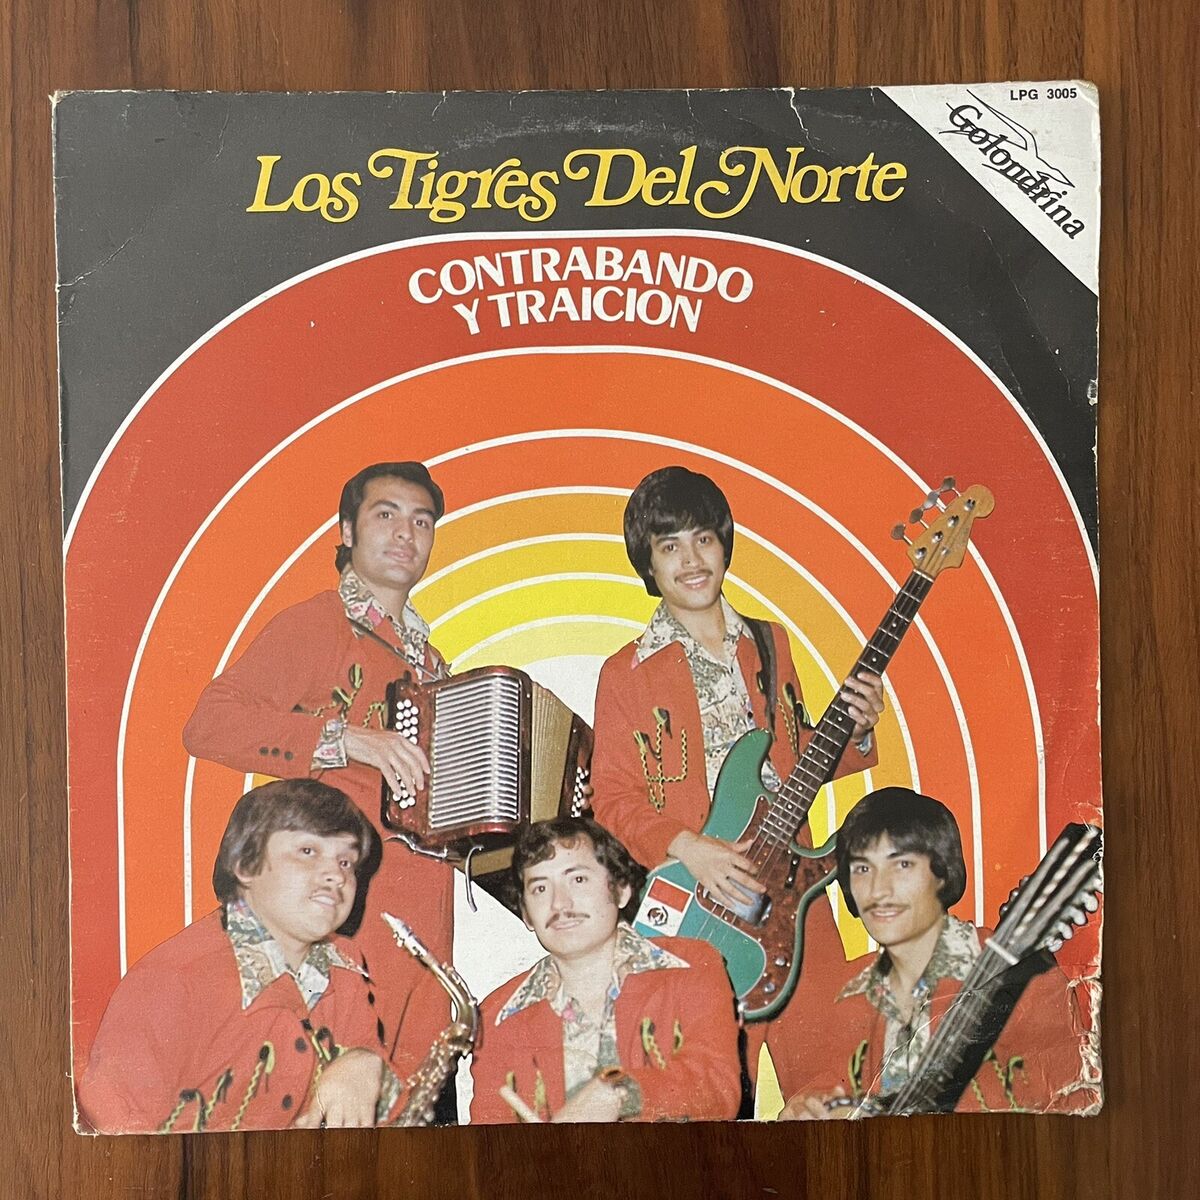 LPG 3005
Golondrina
Los Tigres Del Norte
CONTRABANDO
Y TRAICION